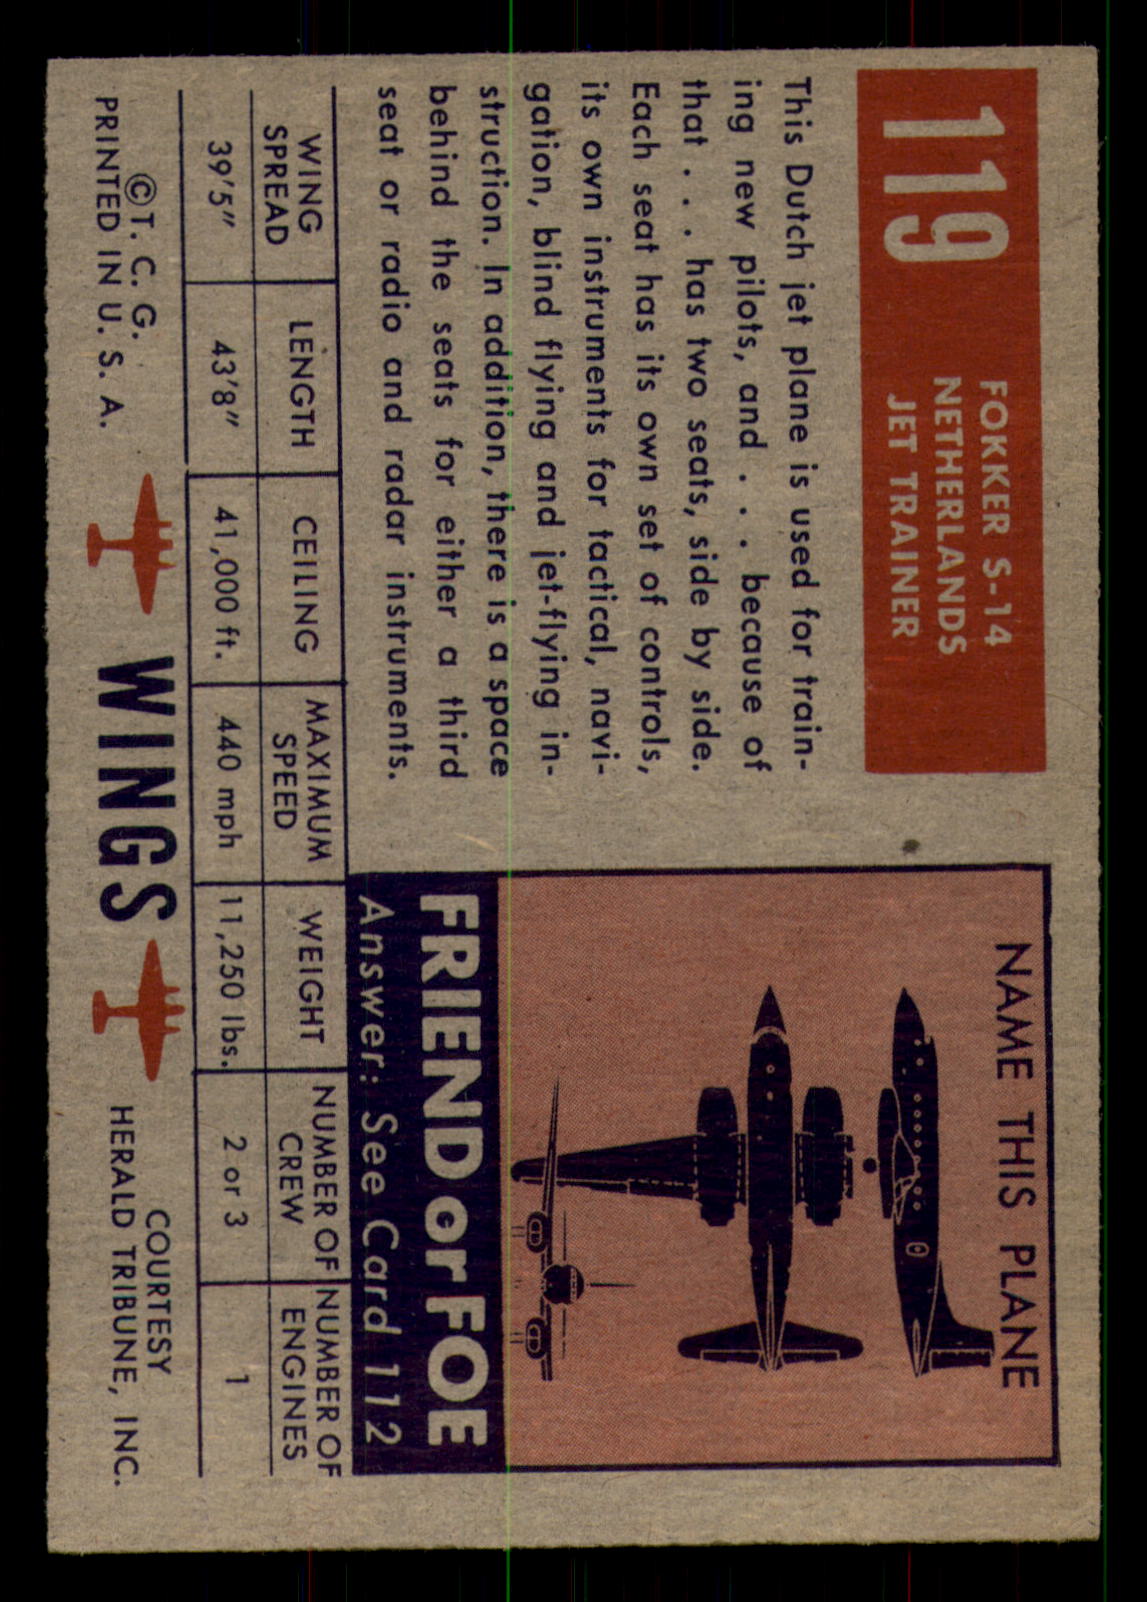 119
FOKKER S-14
NETHERLANDS
JET TRAINER
This Dutch jet plane is used for train-
ing new pilots, and . . . because of
that . . . has two seats, side by side.
Each seat has its own set of controls,
its own instruments for tactical, navi-
gation, blind flying and jet-flying in-
struction. In addition, there is a space
behind the seats for either a third
seat or radio and radar instruments.
NAME THIS PLANE
FRIEND or FOE
Answer: See Card 112
WING SPREAD LENGTH CEILING MAXIMUM SPEED WEIGHT NUMBER OF CREW NUMBER OF ENGINES
39'5" 43'8" 41,000 ft. 440 mph 11,250 lbs. 2 or 3 1
©T. C. G.
PRINTED IN U. S. A.
WINGS
COURTESY
HERALD TRIBUNE, INC.